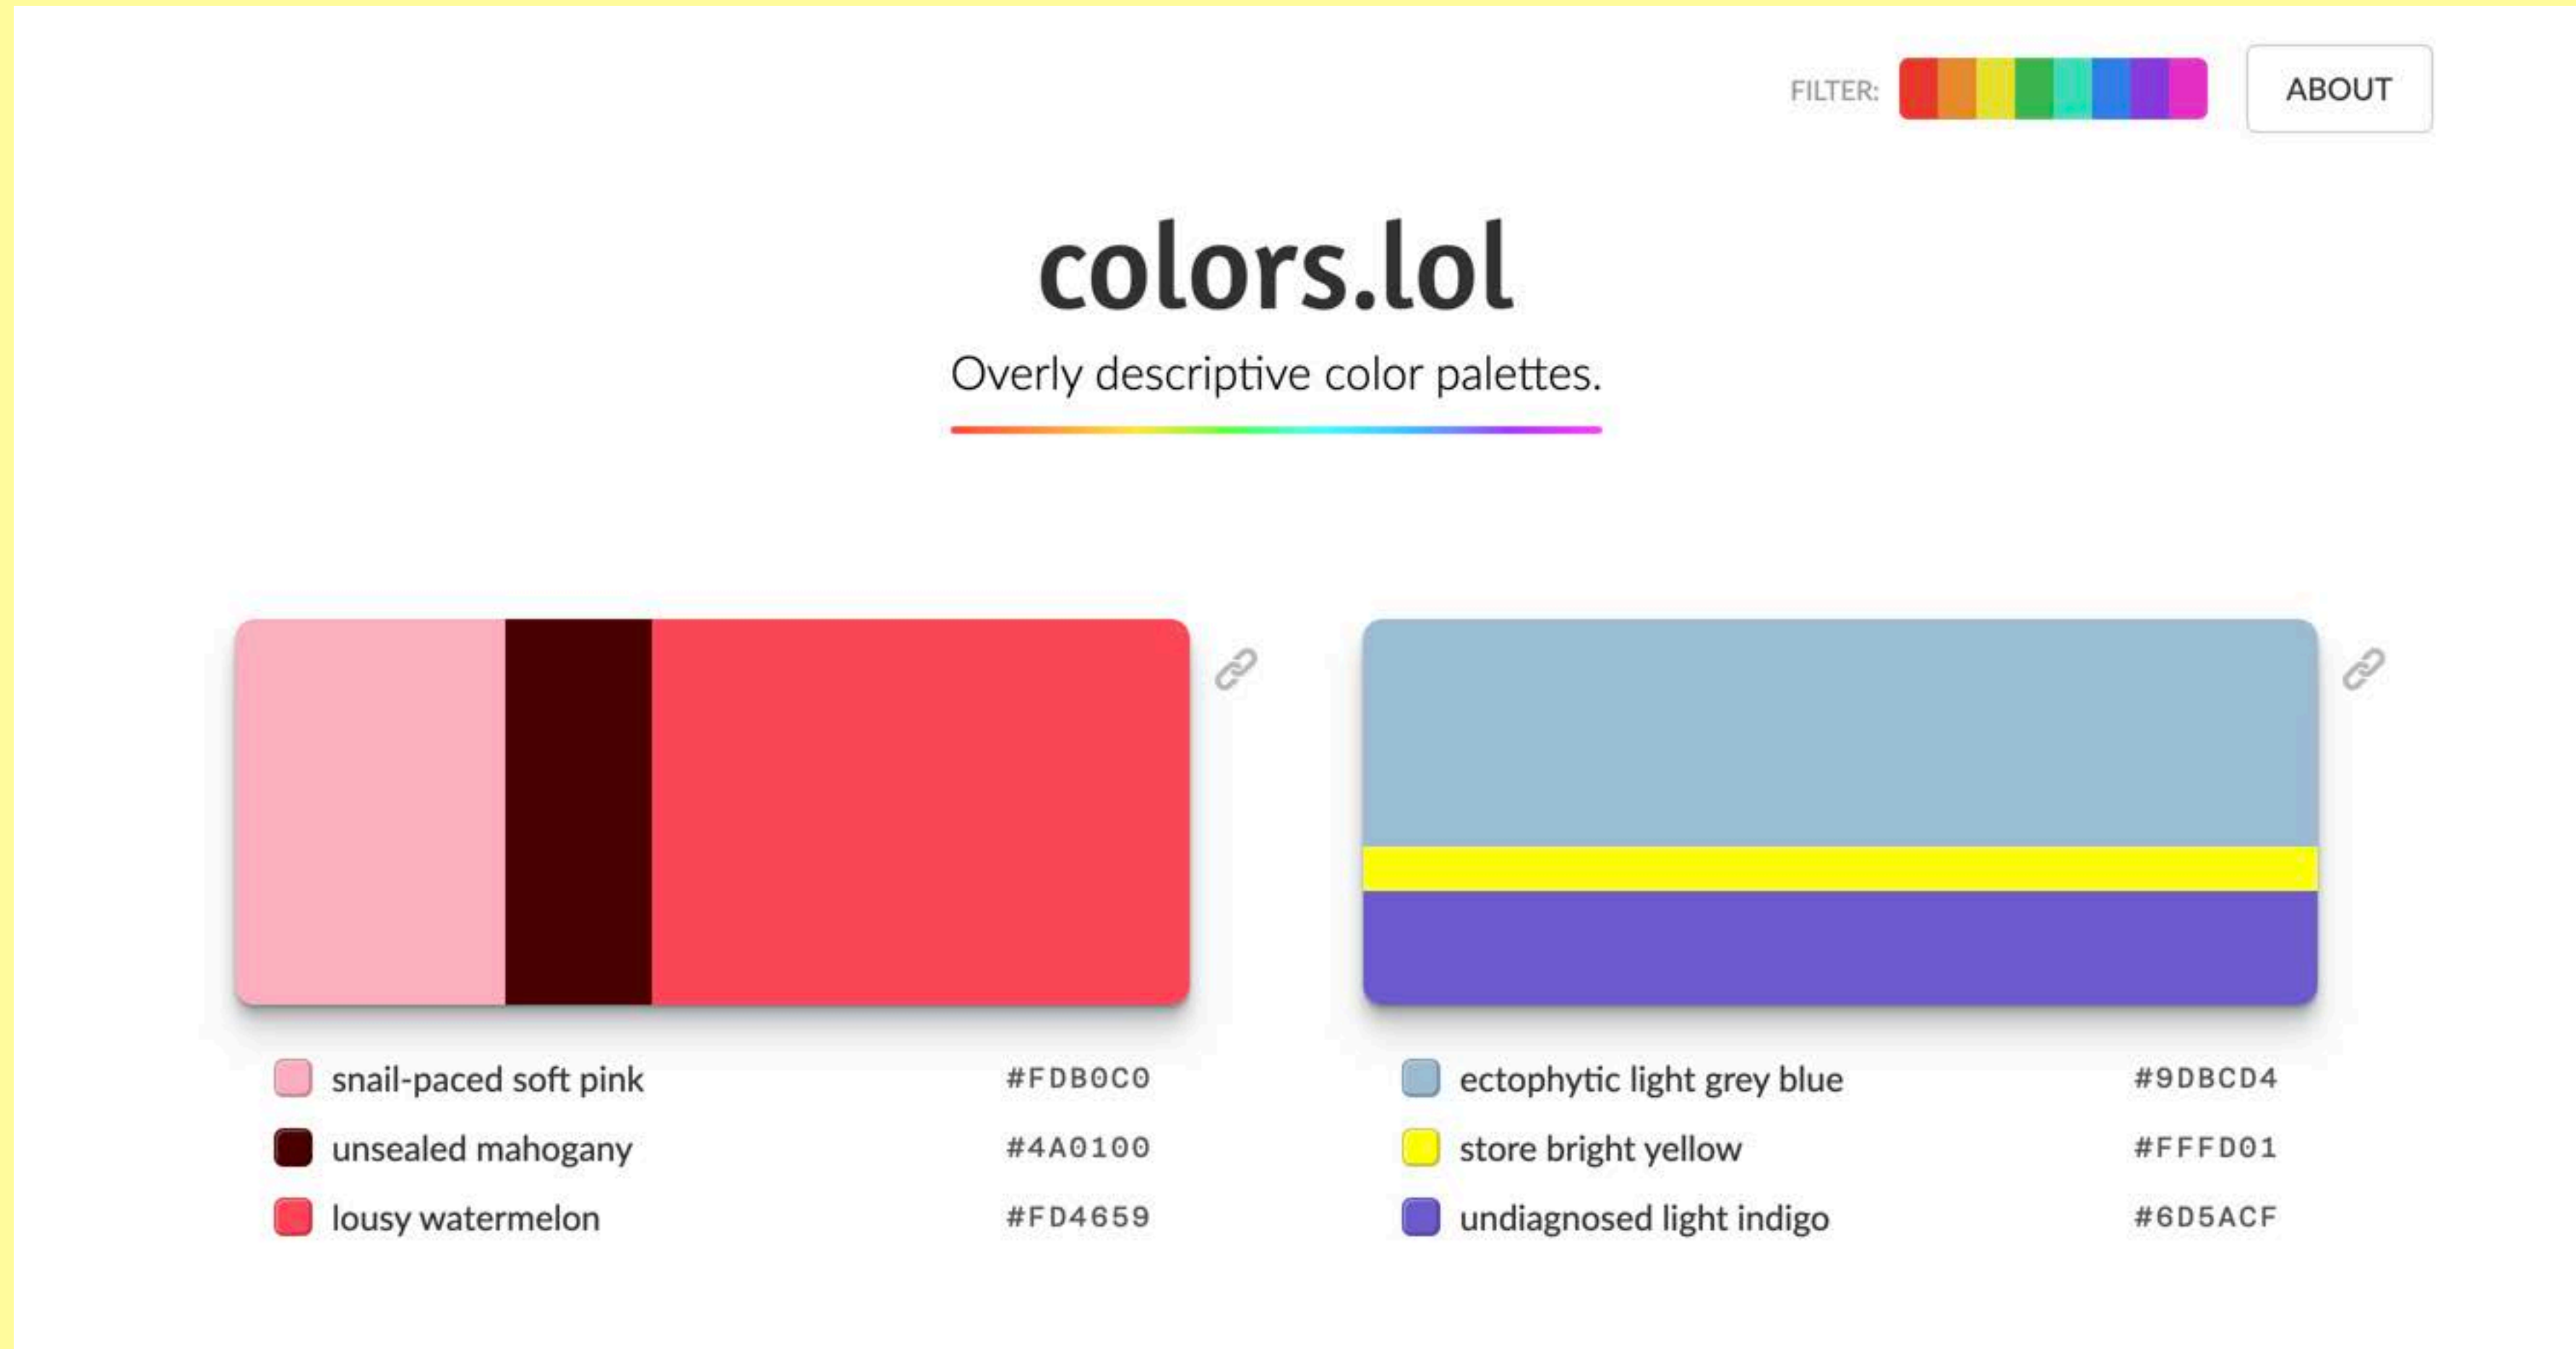 FILTER:
ABOUT
colors.lol
Overly descriptive color palettes.
snail-paced soft pink #FDB0C0
unsealed mahogany #4A0100
lousy watermelon #FD4659
ectophytic light grey blue #9DBCD4
store bright yellow #FFFD01
undiagnosed light indigo #6D5ACF